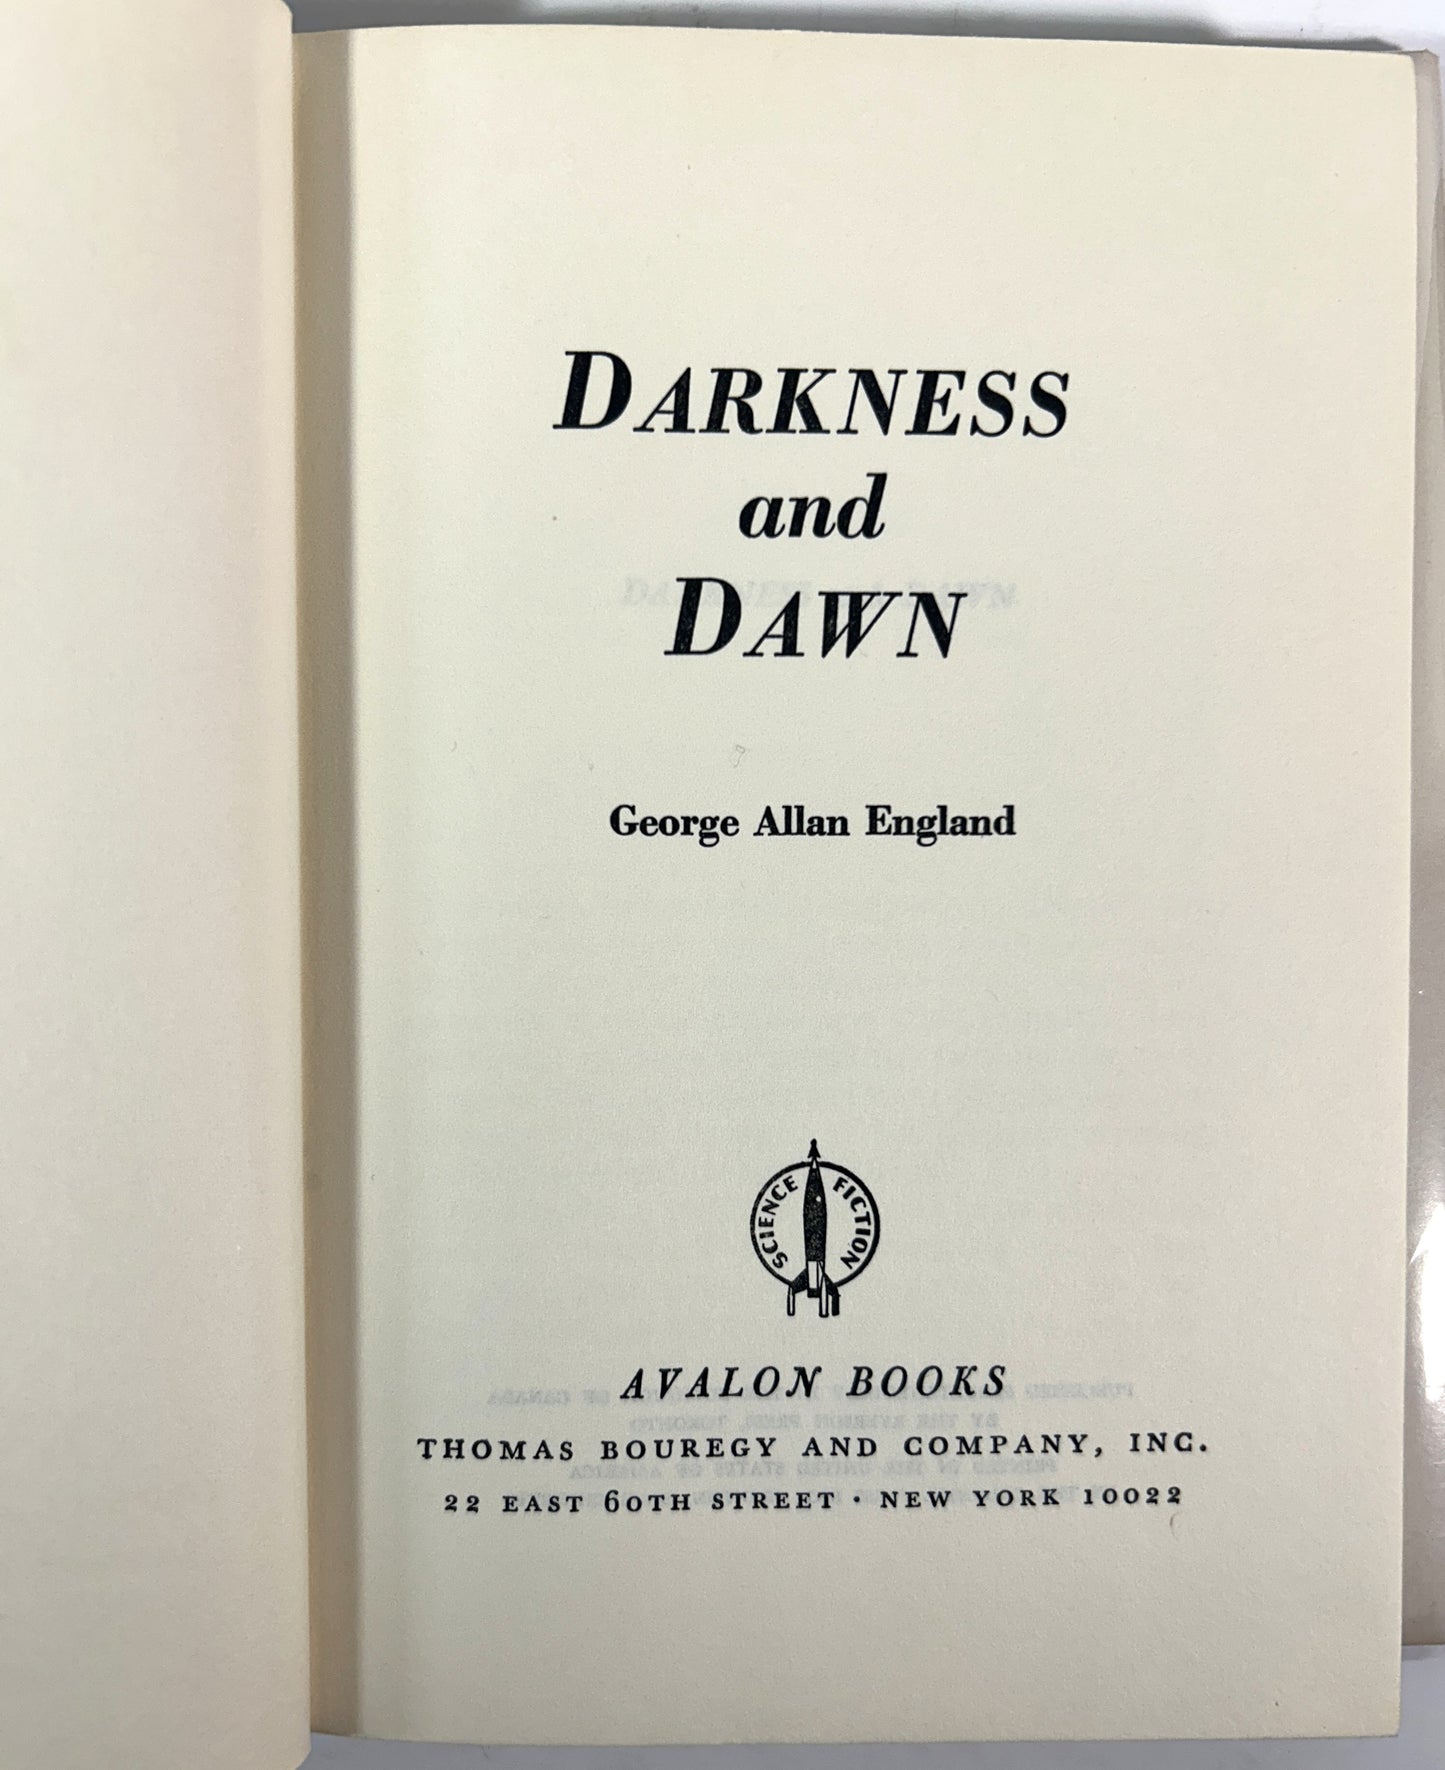 DARKNESS
and
DAWN
George Allan England
SCIENCE FICTION
AVALON BOOKS
THOMAS BOUREGY AND COMPANY, INC.
22 EAST 60TH STREET · NEW YORK 10022